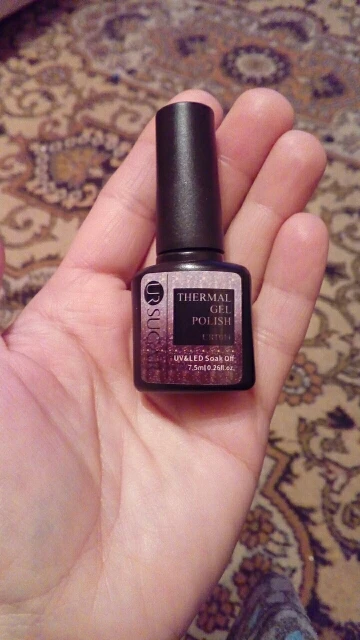 THERMAL
GEL
POLISH
UV&LED Soak Off
7.5ml 0.26fl.oz.
UR SUGAR